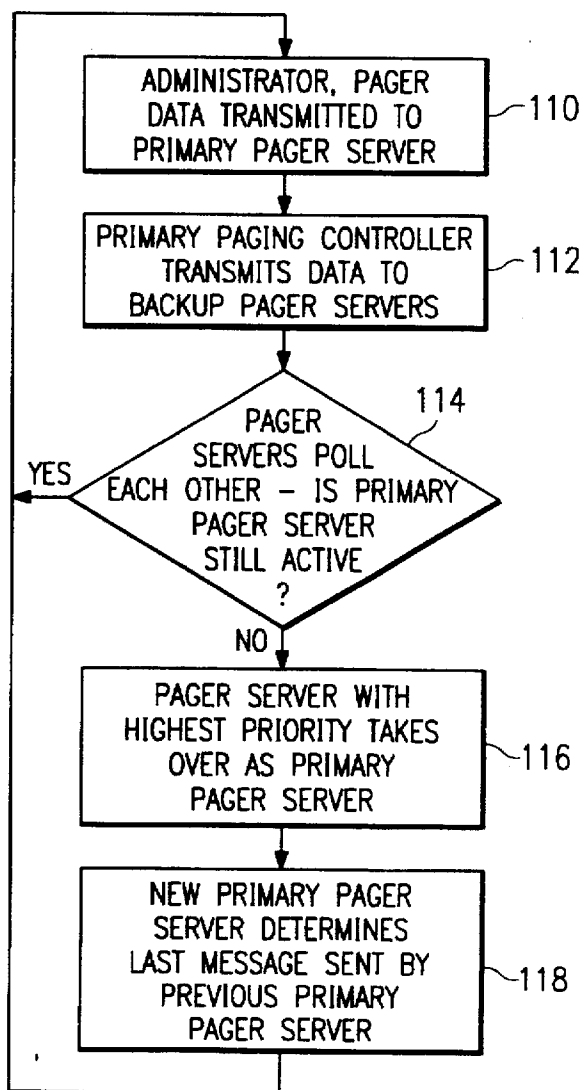 ADMINISTRATOR, PAGER
DATA TRANSMITTED TO
PRIMARY PAGER SERVER
110
PRIMARY PAGING CONTROLLER
TRANSMITS DATA TO
BACKUP PAGER SERVERS
112
114
PAGER
SERVERS POLL
EACH OTHER – IS PRIMARY
PAGER SERVER
STILL ACTIVE
?
YES
NO
PAGER SERVER WITH
HIGHEST PRIORITY TAKES
OVER AS PRIMARY
PAGER SERVER
116
NEW PRIMARY PAGER
SERVER DETERMINES
LAST MESSAGE SENT BY
PREVIOUS PRIMARY
PAGER SERVER
118